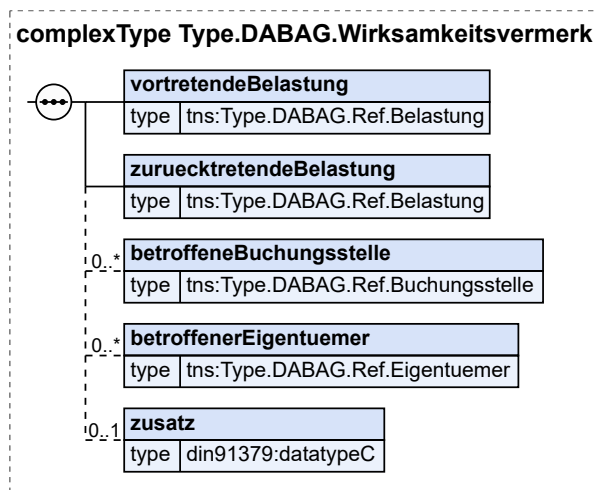 complexType Type.DABAG.Wirksamkeitsvermerk
vortretendeBelastung
type tns:Type.DABAG.Ref.Belastung
zuruecktretendeBelastung
type tns:Type.DABAG.Ref.Belastung
0..* betroffeneBuchungsstelle
type tns:Type.DABAG.Ref.Buchungsstelle
0..* betroffenerEigentuemer
type tns:Type.DABAG.Ref.Eigentuemer
0..1 zusatz
type din91379:datatypeC